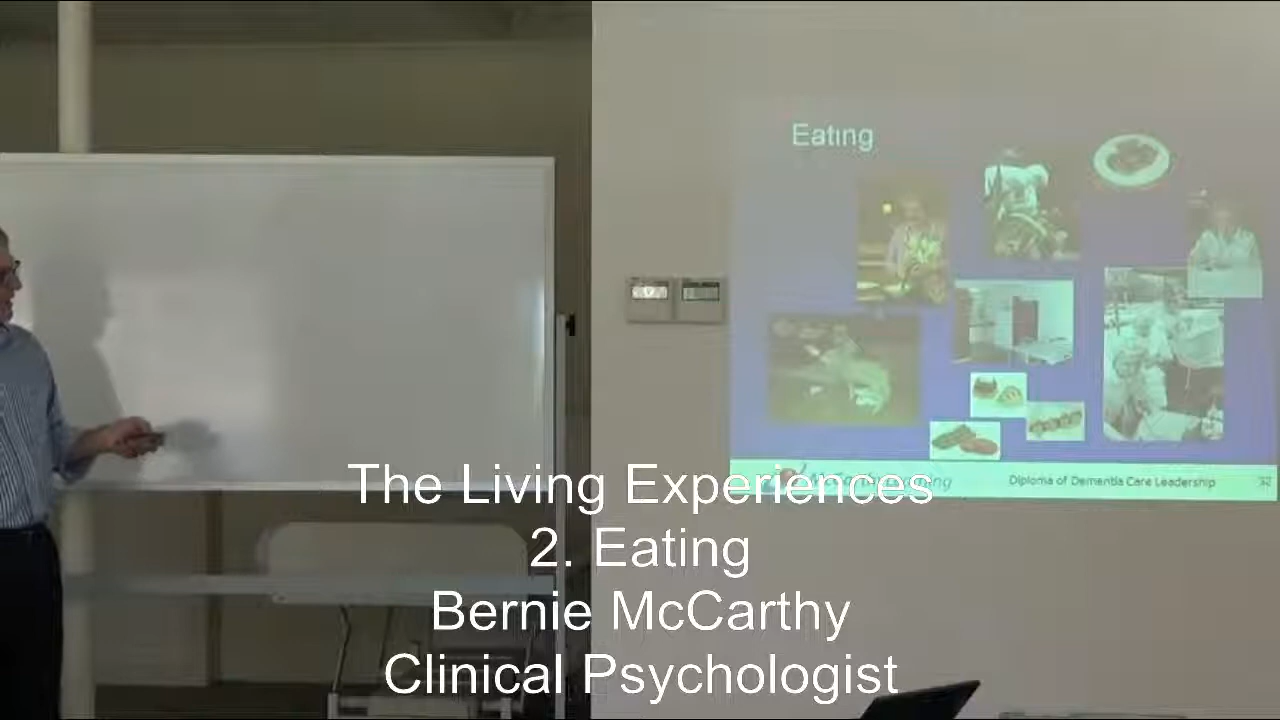 Eating
Diploma of Dementia Care Leadership
The Living Experiences
2. Eating
Bernie McCarthy
Clinical Psychologist